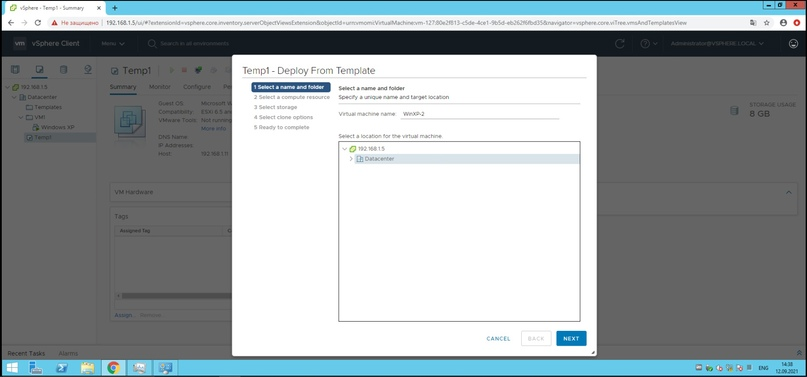 vSphere - Temp1 - Summary
Не защищено
192.168.1.5/ui/#?extensionId=vsphere.core.inventory.serverObjectViewsExtension&objectId=urn:vmomi:VirtualMachine:vm-127:80e2f813-c5de-4ce1-9b5d-eb262f6fbd35&navigator=vsphere.core.viTree.vmsAndTemplatesView
vm vSphere Client Menu Search in all environments Administrator@VSPHERE.LOCAL
192.168.1.5
Datacenter
Templates
VM1
Windows XP
Temp1
Temp1
Summary Monitor Configure
Guest OS: Microsoft W
Compatibility: ESXi 6.5 an
VMware Tools: Not running
More info
DNS Name:
IP Addresses:
Host: 192.168.1.11
STORAGE USAGE
8 GB
VM Hardware
Tags
Assigned Tag
Assign... Remove
Temp1 - Deploy From Template
1 Select a name and folder
2 Select a compute resource
3 Select storage
4 Select clone options
5 Ready to complete
Select a name and folder
Specify a unique name and target location
Virtual machine name: WinXP-2
Select a location for the virtual machine.
192.168.1.5
Datacenter
CANCEL BACK NEXT
Recent Tasks Alarms
ENG
14:39
12.09.2021